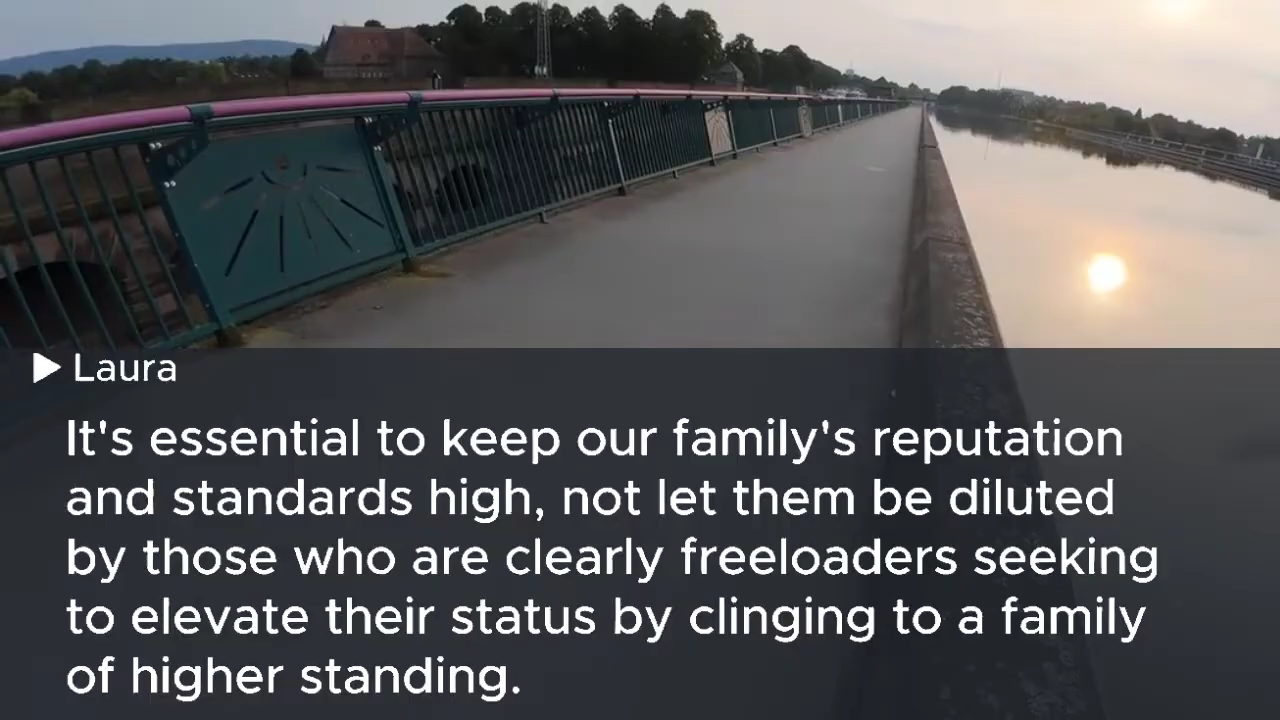 Laura
It's essential to keep our family's reputation
and standards high, not let them be diluted
by those who are clearly freeloaders seeking
to elevate their status by clinging to a family
of higher standing.